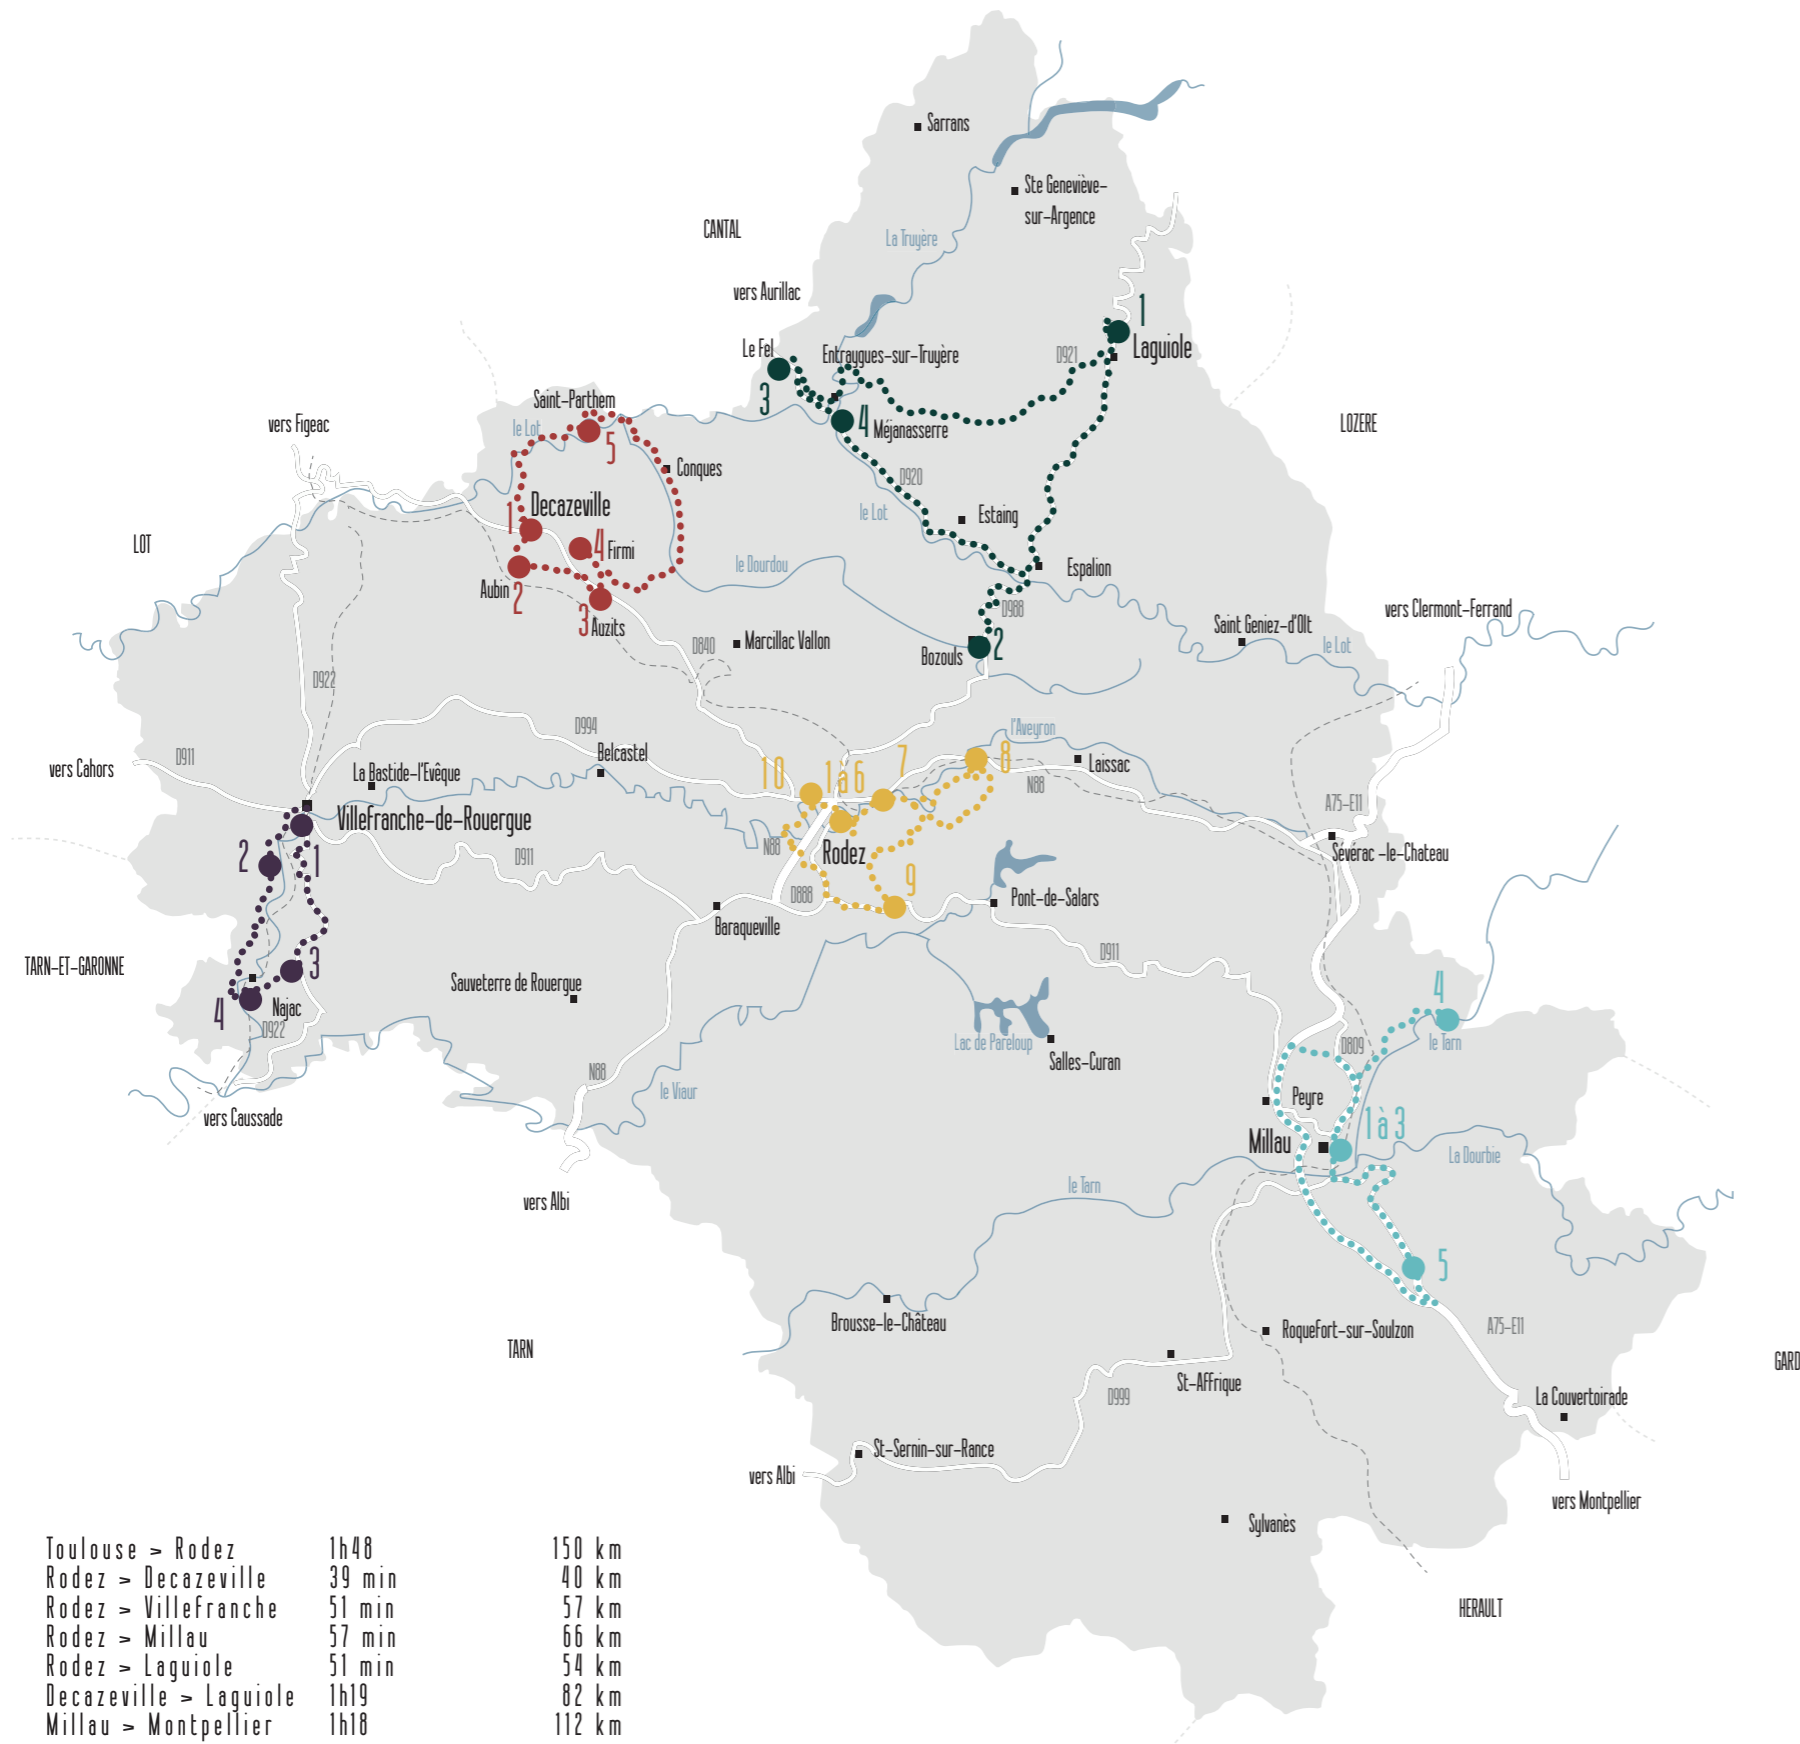 Sarrans
Ste Geneviève-
sur-Argence
CANTAL
La Truyère
vers Aurillac
1
Laguiole
D921
Le Fel
Entraygues-sur-Truyère
3
4
Méjanasserre
Saint-Parthem
le Lot
5
vers Figeac
LOZERE
Conques
D920
le Lot
Estaing
Decazeville
1
4
Firmi
LOT
le Dourdou
Espalion
Aubin
2
3
Auzits
D988
vers Clermont-Ferrand
Saint Geniez-d'Olt
le Lot
Marcillac Vallon
D840
Bozouls
2
D922
D994
l'Aveyron
vers Cahors
D911
La Bastide-l'Evêque
Belcastel
10
1 à 6
7
8
Laissac
N88
A75-E11
Villefranche-de-Rouergue
2
1
D911
N88
Rodez
Sévérac -le-Chateau
9
D888
Pont-de-Salars
Baraqueville
TARN-ET-GARONNE
3
D911
Sauveterre de Rouergue
4
Najac
D922
4
le Tarn
Lac de Pareloup
Salles-Curan
D809
N88
le Viaur
Peyre
vers Caussade
1 à 3
Millau
La Dourbie
le Tarn
vers Albi
5
Brousse-le-Château
Roquefort-sur-Soulzon
A75-E11
TARN
GARD
St-Affrique
D999
La Couvertoirade
St-Sernin-sur-Rance
vers Albi
vers Montpellier
Sylvanès
HERAULT
Toulouse > Rodez 1h48 150 km
Rodez > Decazeville 39 min 40 km
Rodez > Villefranche 51 min 57 km
Rodez > Millau 57 min 66 km
Rodez > Laguiole 51 min 54 km
Decazeville > Laguiole 1h19 82 km
Millau > Montpellier 1h18 112 km